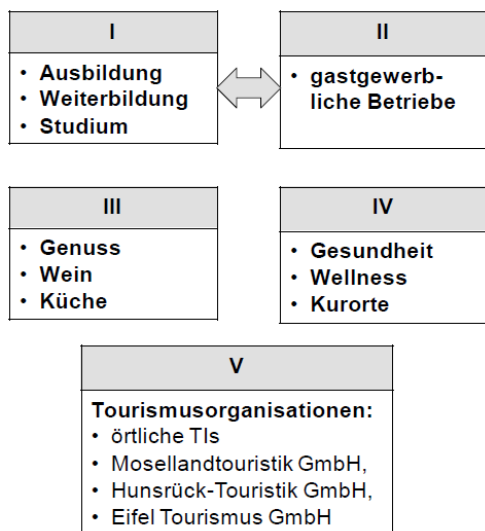 I
• Ausbildung
• Weiterbildung
• Studium
II
• gastgewerb-
liche Betriebe
III
• Genuss
• Wein
• Küche
IV
• Gesundheit
• Wellness
• Kurorte
V
Tourismusorganisationen:
• örtliche TIs
• Mosellandtouristik GmbH,
• Hunsrück-Touristik GmbH,
• Eifel Tourismus GmbH